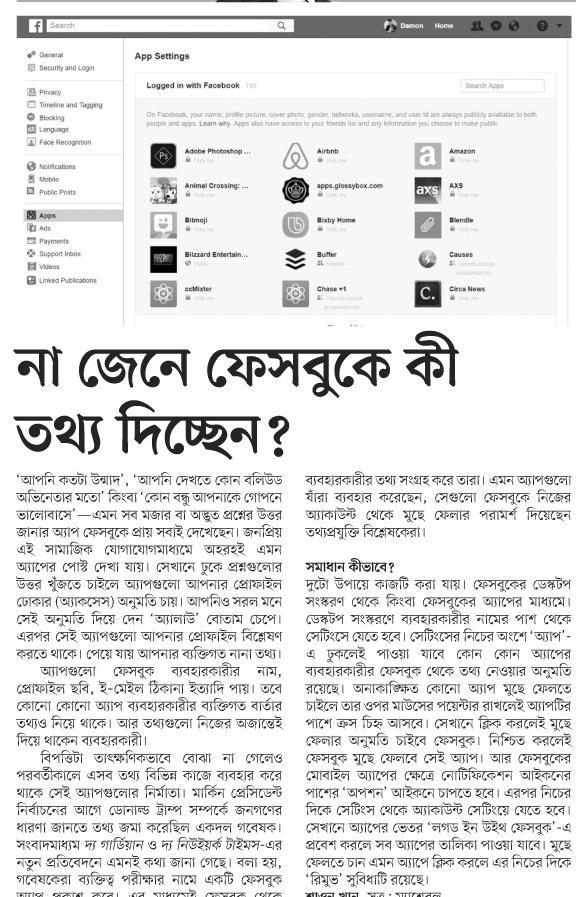 Search
Damon Home
General
Security and Login
Privacy
Timeline and Tagging
Blocking
Language
Face Recognition
Notifications
Mobile
Public Posts
Apps
Ads
Payments
Support Inbox
Videos
Linked Publications
App Settings
Logged in with Facebook 169
Search Apps
On Facebook, your name, profile picture, cover photo, gender, networks, username, and user id are always publicly available to both
people and apps. Learn why. Apps also have access to your friends list and any information you choose to make public.
Adobe Photoshop ...
Only me
Airbnb
Only me
Amazon
Only me
Animal Crossing: ...
Only me
apps.glossybox.com
Only me
AXS
Only me
Bitmoji
Only me
Bixby Home
Only me
Blendle
Only me
Blizzard Entertain...
Public
Buffer
Friends
Causes
Friends except
acquaintances
ccMixter
Only me
Chase +1
Friends except
acquaintances
Circa News
Only me
না জেনে ফেসবুকে কী
তথ্য দিচ্ছেন?
‘আপনি কতটা উন্মাদ’, ‘আপনি দেখতে কোন বলিউড
অভিনেতার মতো’ কিংবা ‘কোন বন্ধু আপনাকে গোপনে
ভালোবাসে’—এমন সব মজার বা অদ্ভুত প্রশ্নের উত্তর
জানার অ্যাপ ফেসবুকে প্রায় সবাই দেখেছেন। জনপ্রিয়
এই সামাজিক যোগাযোগমাধ্যমে অহরহই এমন
অ্যাপের পোস্ট দেখা যায়। সেখানে ঢুকে প্রশ্নগুলোর
উত্তর খুঁজতে চাইলে অ্যাপগুলো আপনার প্রোফাইল
ঢোকার (অ্যাকসেস) অনুমতি চায়। আপনিও সরল মনে
সেই অনুমতি দিয়ে দেন ‘অ্যালাউ’ বোতাম চেপে।
এরপর সেই অ্যাপগুলো আপনার প্রোফাইল বিশ্লেষণ
করতে থাকে। পেয়ে যায় আপনার ব্যক্তিগত নানা তথ্য।
অ্যাপগুলো ফেসবুক ব্যবহারকারীর নাম,
প্রোফাইল ছবি, ই-মেইল ঠিকানা ইত্যাদি পায়। তবে
কোনো কোনো অ্যাপ ব্যবহারকারীর ব্যক্তিগত বার্তার
তথ্যও নিয়ে থাকে। আর তথ্যগুলো নিজের অজান্তেই
দিয়ে থাকেন ব্যবহারকারী।
বিপত্তিটা তাৎক্ষণিকভাবে বোঝা না গেলেও
পরবর্তীকালে এসব তথ্য বিভিন্ন কাজে ব্যবহার করে
থাকে সেই অ্যাপগুলোর নির্মাতা। মার্কিন প্রেসিডেন্ট
নির্বাচনের আগে ডোনাল্ড ট্রাম্প সম্পর্কে জনগণের
ধারণা জানতে তথ্য জমা করেছিল একদল গবেষক।
সংবাদমাধ্যম দ্য গার্ডিয়ান ও দ্য নিউইয়র্ক টাইমস-এর
নতুন প্রতিবেদনে এমনই কথা জানা গেছে। বলা হয়,
গবেষকেরা ব্যক্তিত্ব পরীক্ষার নামে একটি ফেসবুক
অ্যাপ প্রকাশ করে। এর মাধ্যমেই ফেসবুক থেকে
ব্যবহারকারীর তথ্য সংগ্রহ করে তারা। এমন অ্যাপগুলো
যাঁরা ব্যবহার করেছেন, সেগুলো ফেসবুকে নিজের
অ্যাকাউন্ট থেকে মুছে ফেলার পরামর্শ দিয়েছেন
তথ্যপ্রযুক্তি বিশ্লেষকেরা।
সমাধান কীভাবে?
দুটো উপায়ে কাজটি করা যায়। ফেসবুকের ডেস্কটপ
সংস্করণ থেকে কিংবা ফেসবুকের অ্যাপের মাধ্যমে।
ডেস্কটপ সংস্করণে ব্যবহারকারীর নামের পাশ থেকে
সেটিংসে যেতে হবে। সেটিংসের নিচের অংশে ‘অ্যাপ’-
এ ঢুকলেই পাওয়া যাবে কোন কোন অ্যাপের
ব্যবহারকারীর ফেসবুক থেকে তথ্য নেওয়ার অনুমতি
রয়েছে। অনাকাঙ্ক্ষিত কোনো অ্যাপ মুছে ফেলতে
চাইলে তার ওপর মাউসের পয়েন্টার রাখলেই অ্যাপটির
পাশে ক্রস চিহ্ন আসবে। সেখানে ক্লিক করলেই মুছে
ফেলার অনুমতি চাইবে ফেসবুক। নিশ্চিত করলেই
ফেসবুক মুছে ফেলবে সেই অ্যাপ। আর ফেসবুকের
মোবাইল অ্যাপের ক্ষেত্রে নোটিফিকেশন আইকনের
পাশের ‘অপশন’ আইকনে চাপতে হবে। এরপর নিচের
দিকে সেটিংস থেকে অ্যাকাউন্ট সেটিংয়ে যেতে হবে।
সেখানে অ্যাপের ভেতর ‘লগড ইন উইথ ফেসবুক’-এ
প্রবেশ করলে সব অ্যাপের তালিকা পাওয়া যাবে। মুছে
ফেলতে চান এমন অ্যাপে ক্লিক করলে এর নিচের দিকে
‘রিমুভ’ সুবিধাটি রয়েছে।
শাওন খান, সূত্র : ম্যাশেবল